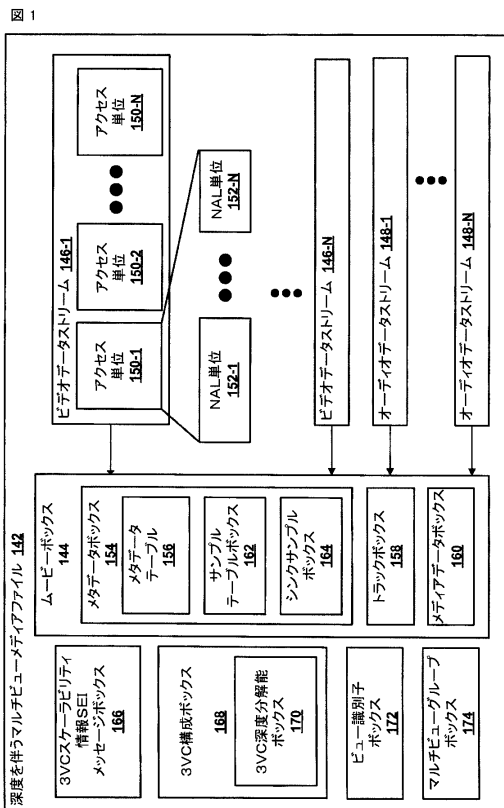 図 1
深度を伴うマルチビューメディアファイル 142
3VCスケーラビリティ
情報SEI
メッセージボックス
166
3VC構成ボックス
168
3VC深度分解能
ボックス
170
ビュー識別子
ボックス
172
マルチビューグループ
ボックス
174
ムービーボックス
144
メタデータボックス
154
メタデータ
テーブル
156
サンプル
テーブルボックス
162
シンクサンプル
ボックス
164
トラックボックス
158
メディアデータボックス
160
ビデオデータストリーム 146-1
アクセス
単位
150-1
アクセス
単位
150-2
アクセス
単位
150-N
NAL単位
152-1
NAL単位
152-N
ビデオデータストリーム 146-N
オーディオデータストリーム 148-1
オーディオデータストリーム 148-N